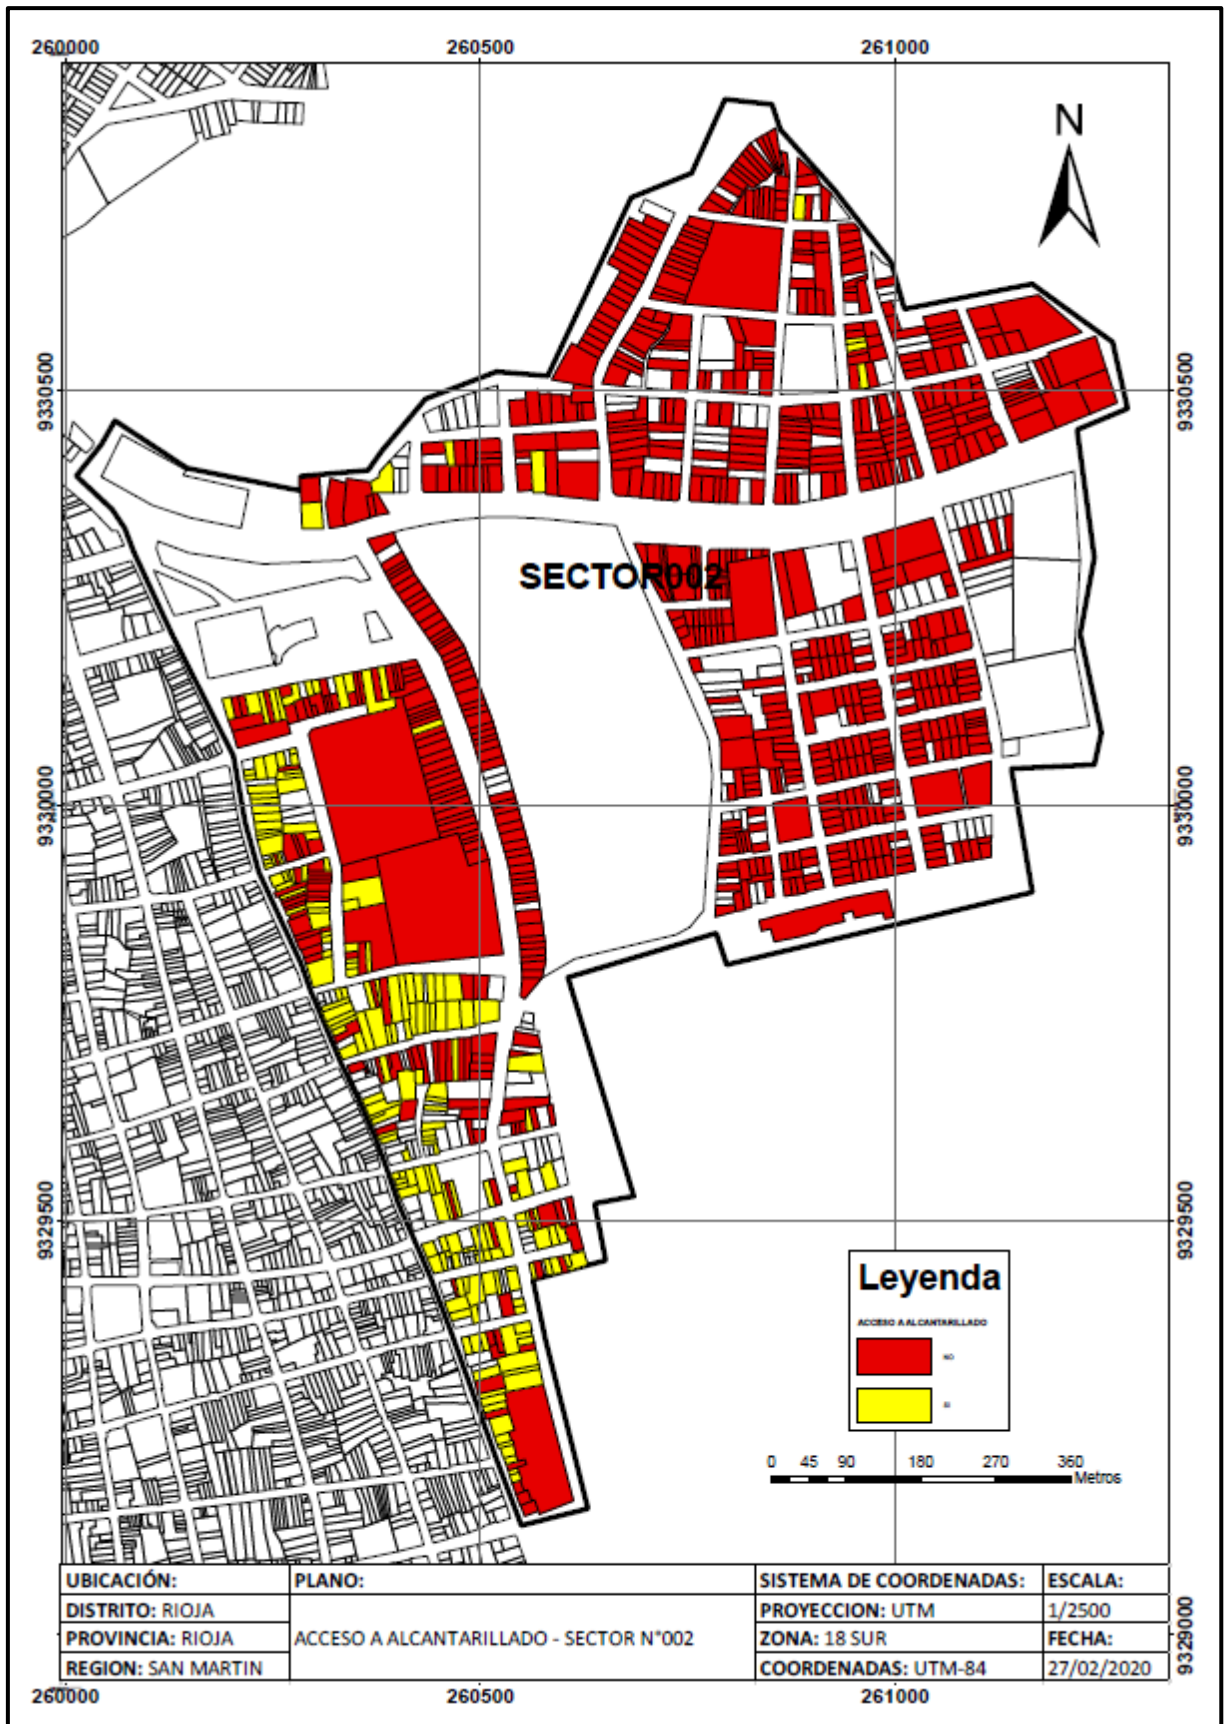 260000 260500 261000
N
9330500 9330500
SECTOR002
9330000 9330000
9329500 9329500
Leyenda
ACCESO A ALCANTARILLADO
NO
SI
0 45 90 180 270 360
Metros
UBICACIÓN: PLANO: SISTEMA DE COORDENADAS: ESCALA:
DISTRITO: RIOJA PROYECCION: UTM 1/2500
PROVINCIA: RIOJA ACCESO A ALCANTARILLADO - SECTOR N°002 ZONA: 18 SUR FECHA:
REGION: SAN MARTIN COORDENADAS: UTM-84 27/02/2020
9329000
260000 260500 261000